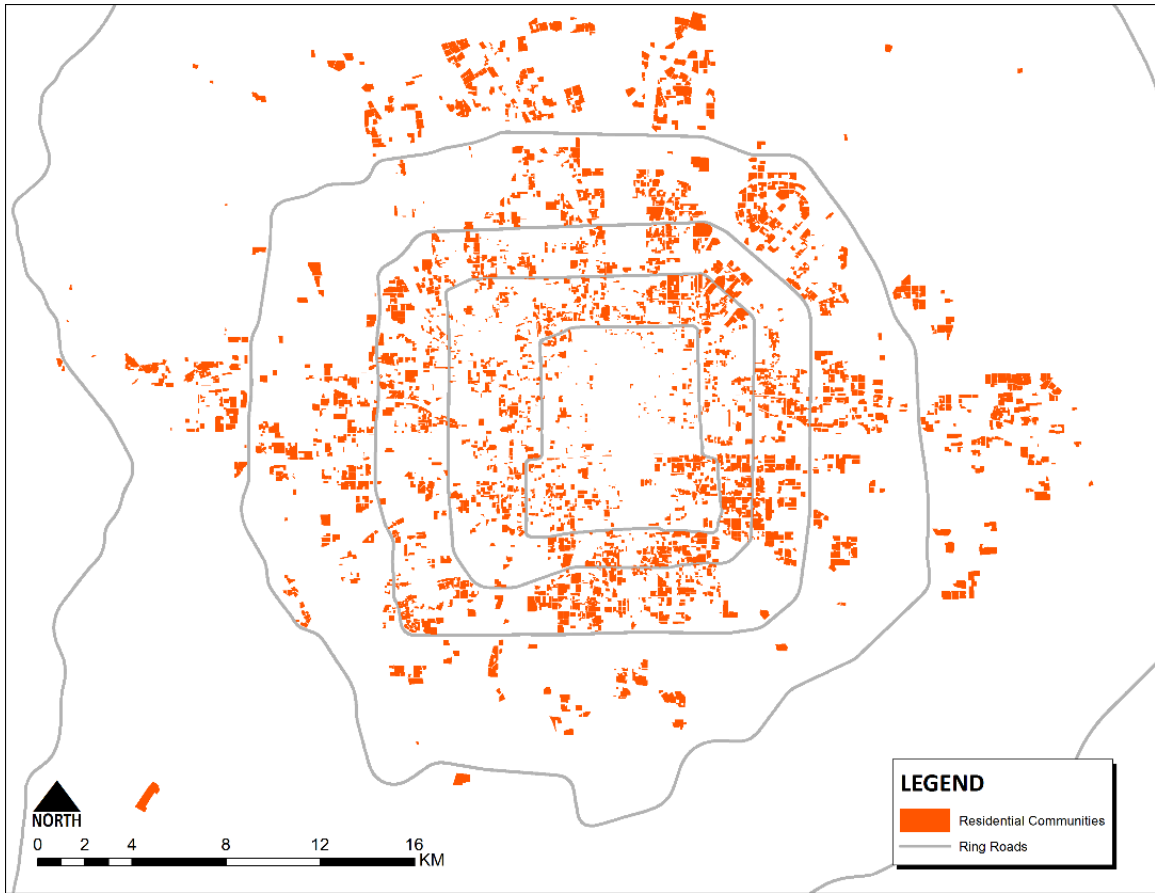 LEGEND
Residential Communities
Ring Roads
NORTH
0 2 4 8 12 16
KM